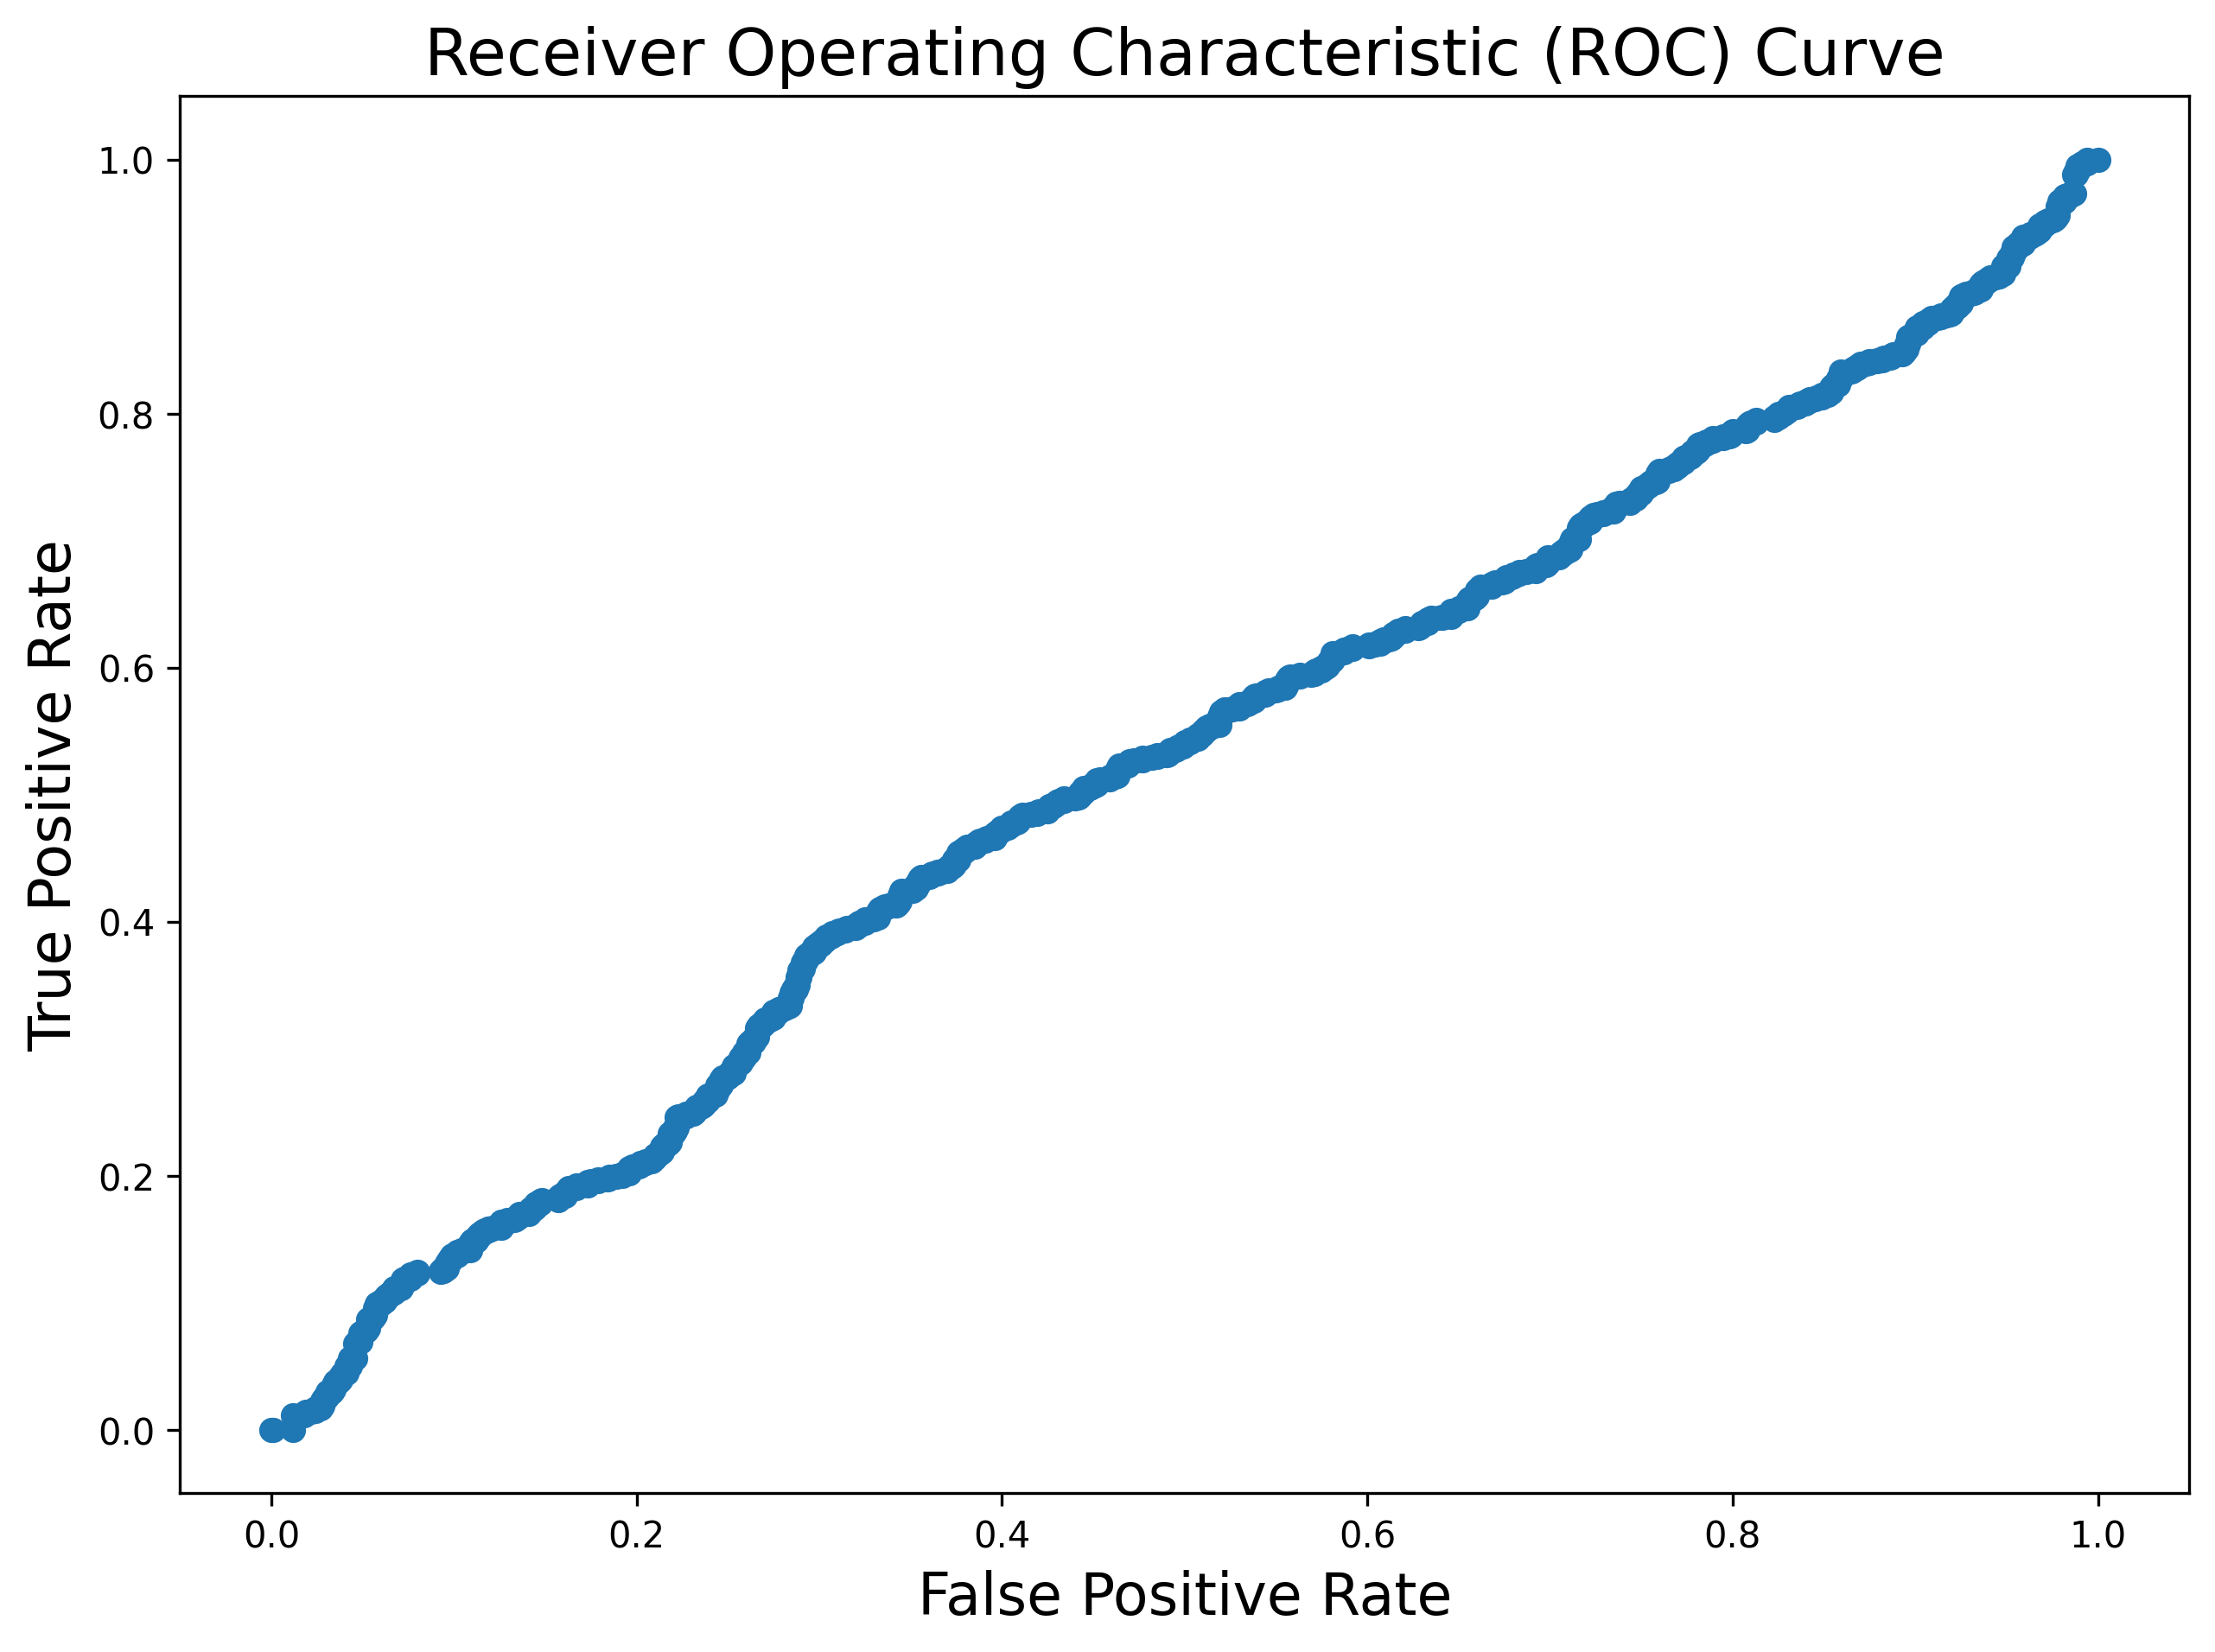 Receiver Operating Characteristic (ROC) Curve
True Positive Rate
1.0
0.8
0.6
0.4
0.2
0.0
0.0 0.2 0.4 0.6 0.8 1.0
False Positive Rate